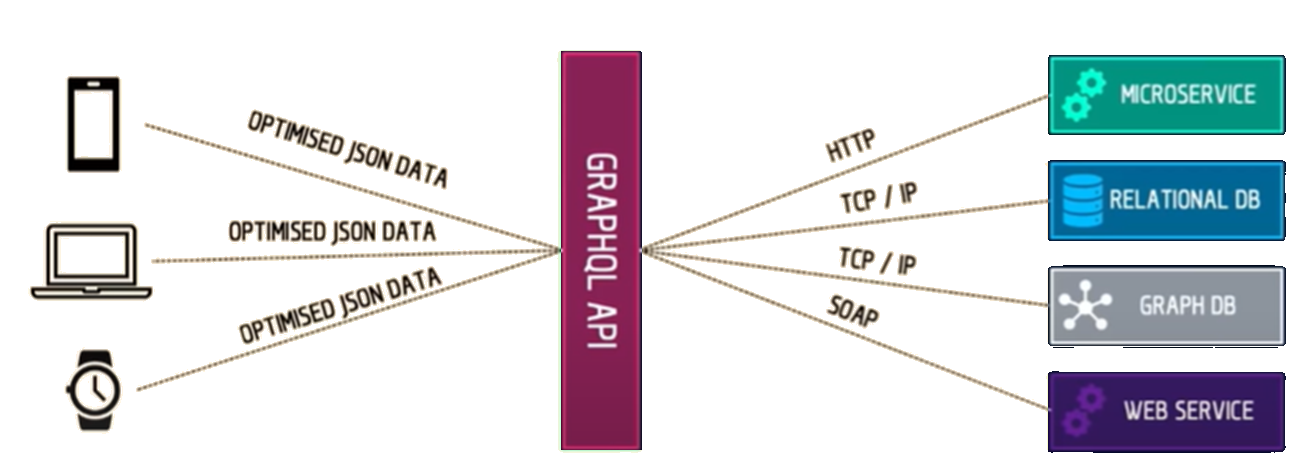 OPTIMISED JSON DATA
OPTIMISED JSON DATA
OPTIMISED JSON DATA
GRAPHQL API
HTTP
TCP / IP
TCP / IP
SOAP
MICROSERVICE
RELATIONAL DB
GRAPH DB
WEB SERVICE